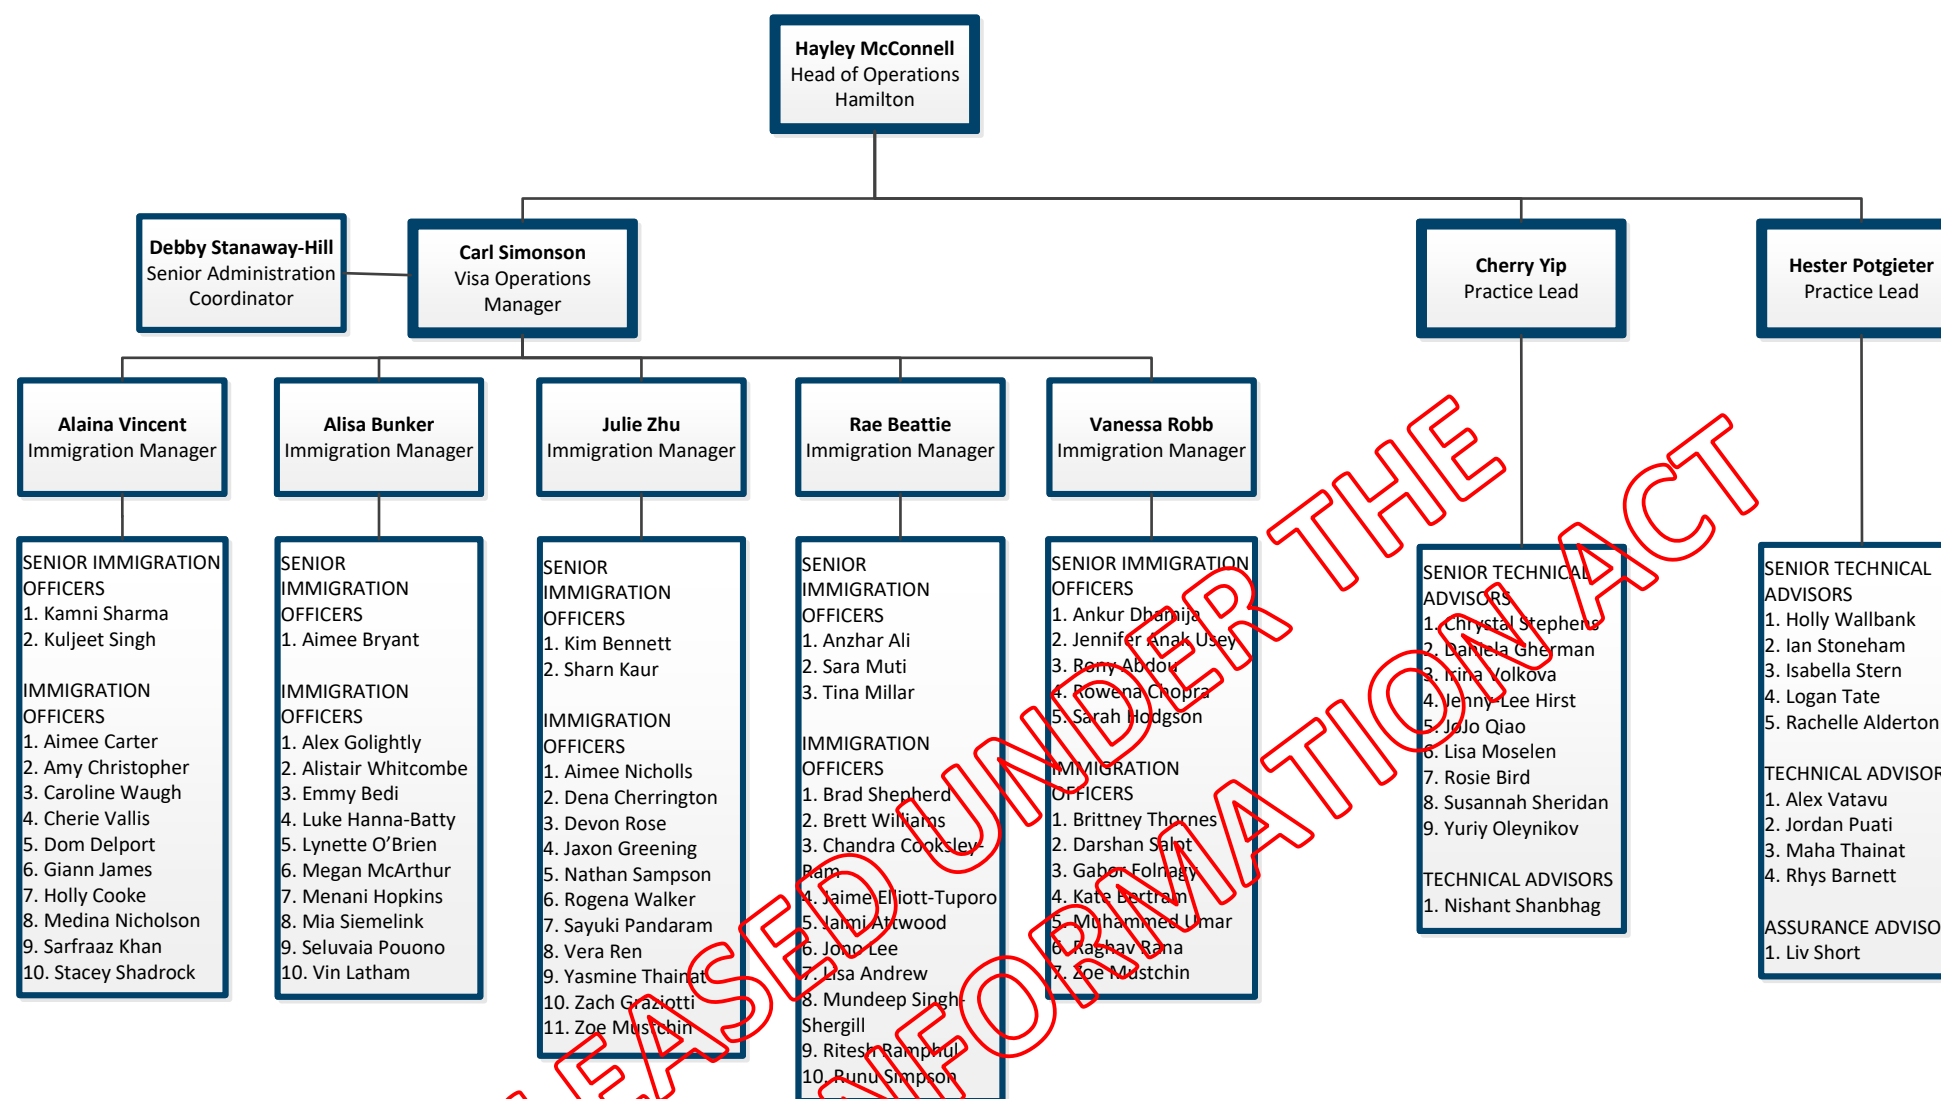 Hayley McConnell
Head of Operations
Hamilton
Debby Stanaway-Hill
Senior Administration
Coordinator
Carl Simonson
Visa Operations
Manager
Cherry Yip
Practice Lead
Hester Potgieter
Practice Lead
Alaina Vincent
Immigration Manager
Alisa Bunker
Immigration Manager
Julie Zhu
Immigration Manager
Rae Beattie
Immigration Manager
Vanessa Robb
Immigration Manager
SENIOR IMMIGRATION
OFFICERS
1. Kamni Sharma
2. Kuljeet Singh
IMMIGRATION
OFFICERS
1. Aimee Carter
2. Amy Christopher
3. Caroline Waugh
4. Cherie Vallis
5. Dom Delport
6. Giann James
7. Holly Cooke
8. Medina Nicholson
9. Sarfraaz Khan
10. Stacey Shadrock
SENIOR
IMMIGRATION
OFFICERS
1. Aimee Bryant
IMMIGRATION
OFFICERS
1. Alex Golightly
2. Alistair Whitcombe
3. Emmy Bedi
4. Luke Hanna-Batty
5. Lynette O'Brien
6. Megan McArthur
7. Menani Hopkins
8. Mia Siemelink
9. Seluvaia Pouono
10. Vin Latham
SENIOR
IMMIGRATION
OFFICERS
1. Kim Bennett
2. Sharn Kaur
IMMIGRATION
OFFICERS
1. Aimee Nicholls
2. Dena Cherrington
3. Devon Rose
4. Jaxon Greening
5. Nathan Sampson
6. Rogena Walker
7. Sayuki Pandaram
8. Vera Ren
9. Yasmine Thainat
10. Zach Graziotti
11. Zoe Mustchin
SENIOR
IMMIGRATION
OFFICERS
1. Anzhar Ali
2. Sara Muti
3. Tina Millar
IMMIGRATION
OFFICERS
1. Brad Shepherd
2. Brett Williams
3. Chandra Cooksley-
Ram
4. Jaime Elliott-Tuporo
5. Jaimi Attwood
6. Jono Lee
7. Lisa Andrew
8. Mundeep Singh-
Shergill
9. Ritesh Ramphul
10. Runu Simpson
SENIOR IMMIGRATION
OFFICERS
1. Ankur Dhamija
2. Jennifer Anak Usey
3. Rony Abdou
4. Rowena Chopra
5. Sarah Hodgson
IMMIGRATION
OFFICERS
1. Brittney Thornes
2. Darshan Salot
3. Gabor Folnagy
4. Kate Bertram
5. Muhammed Umar
6. Raghav Rana
7. Zoe Mustchin
SENIOR TECHNICAL
ADVISORS
1. Chrystal Stephens
2. Daniela Gherman
3. Irina Volkova
4. Jenny-Lee Hirst
5. JoJo Qiao
6. Lisa Moselen
7. Rosie Bird
8. Susannah Sheridan
9. Yuriy Oleynikov
TECHNICAL ADVISORS
1. Nishant Shanbhag
SENIOR TECHNICAL
ADVISORS
1. Holly Wallbank
2. Ian Stoneham
3. Isabella Stern
4. Logan Tate
5. Rachelle Alderton
TECHNICAL ADVISOR
1. Alex Vatavu
2. Jordan Puati
3. Maha Thainat
4. Rhys Barnett
ASSURANCE ADVISO
1. Liv Short
LEASED UNDER THE
NFORMATION ACT